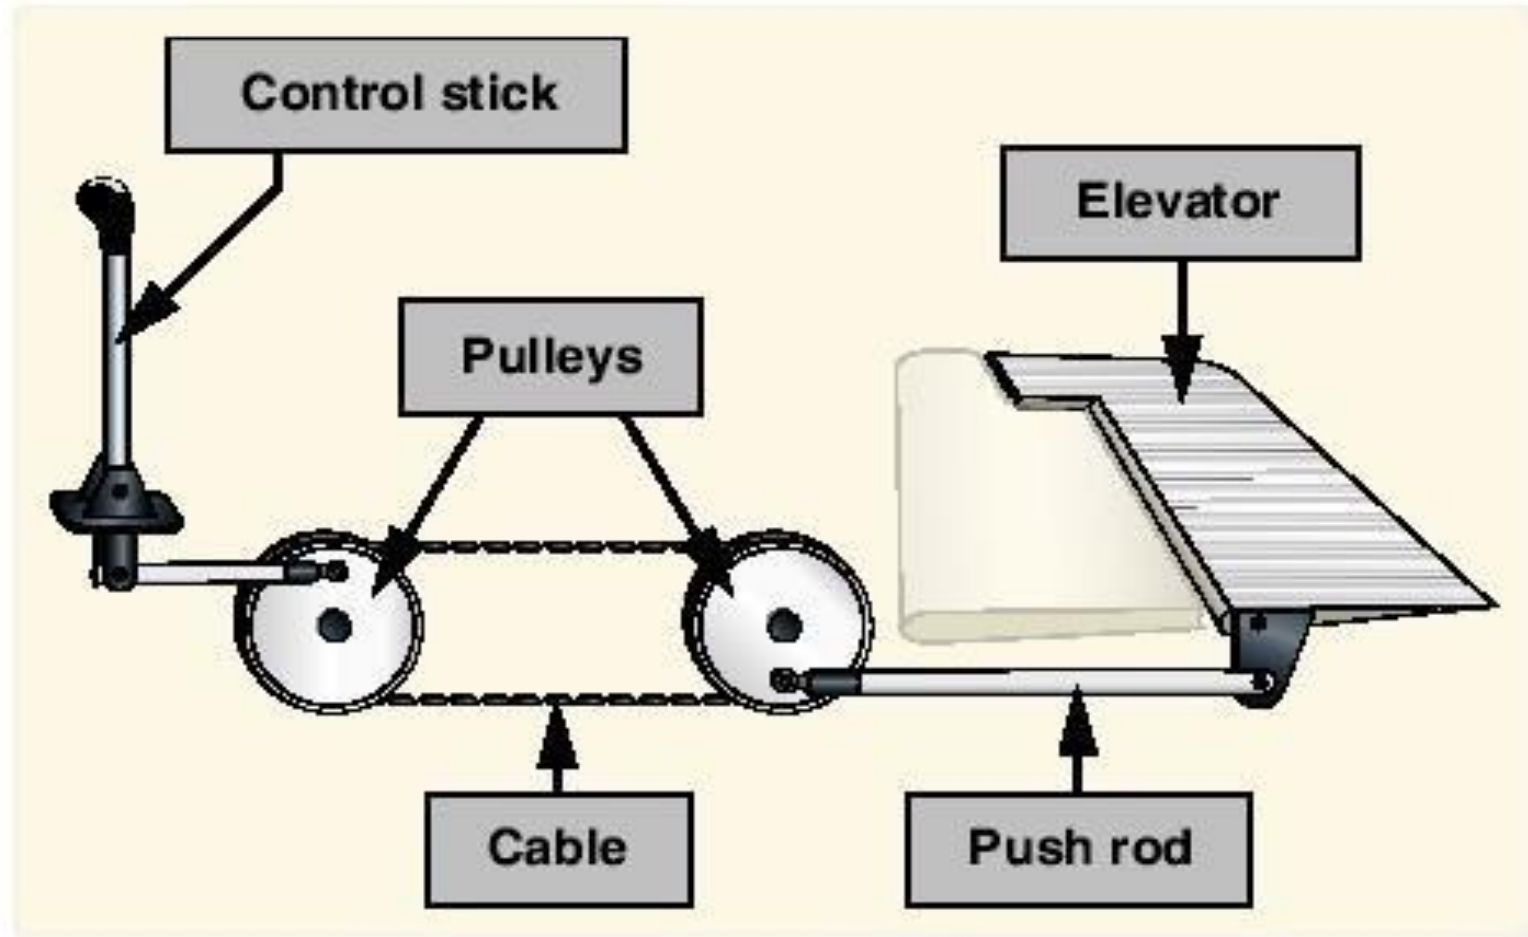 Control stick
Elevator
Pulleys
Cable
Push rod